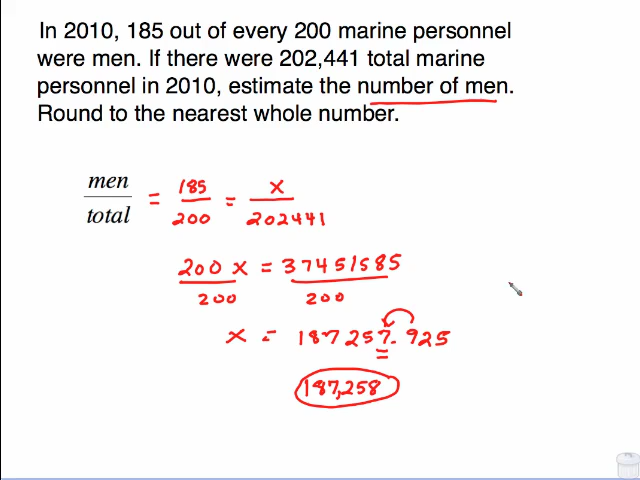 In 2010, 185 out of every 200 marine personnel
were men. If there were 202,441 total marine
personnel in 2010, estimate the number of men.
Round to the nearest whole number.
men/total = 185/200 = x/202441
200 x = 37451585
200 200
x = 187257.925
187,258